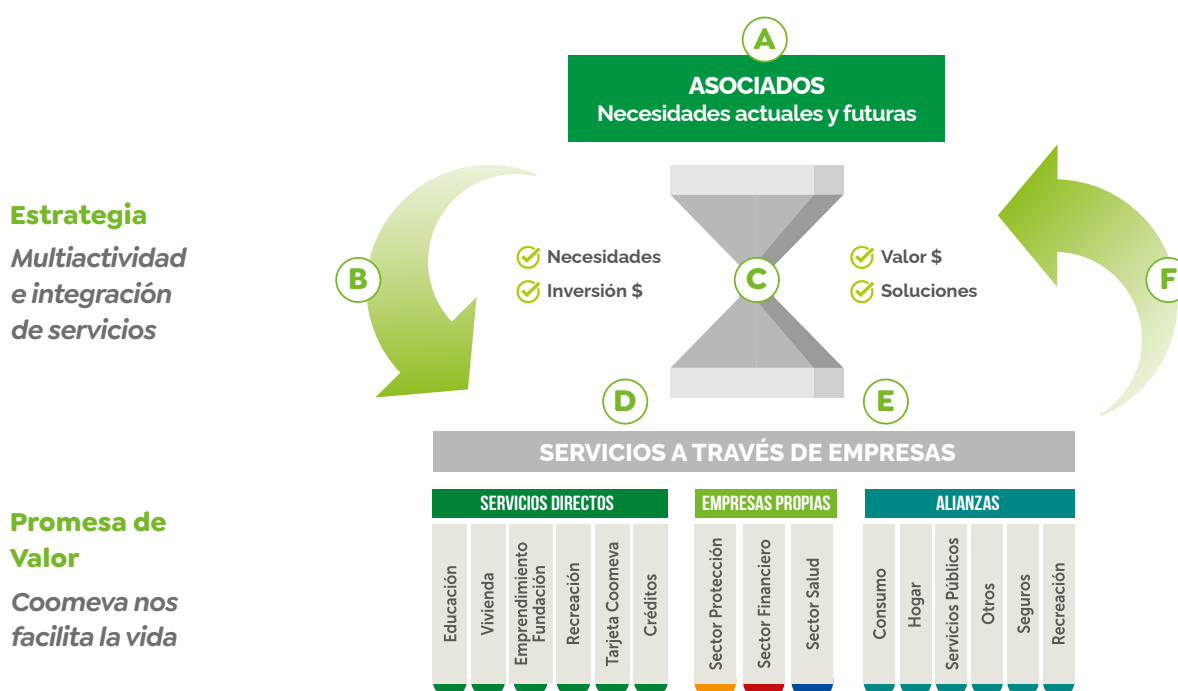 A
ASOCIADOS
Necesidades actuales y futuras
Estrategia
Multiactividad
e integración
de servicios
B
Necesidades
Inversión $
C
Valor $
Soluciones
F
D
E
SERVICIOS A TRAVÉS DE EMPRESAS
Promesa de
Valor
Coomeva nos
facilita la vida
SERVICIOS DIRECTOS
Educación
Vivienda
Emprendimiento
Fundación
Recreación
Tarjeta Coomeva
Créditos
EMPRESAS PROPIAS
Sector Protección
Sector Financiero
Sector Salud
ALIANZAS
Consumo
Hogar
Servicios Públicos
Otros
Seguros
Recreación